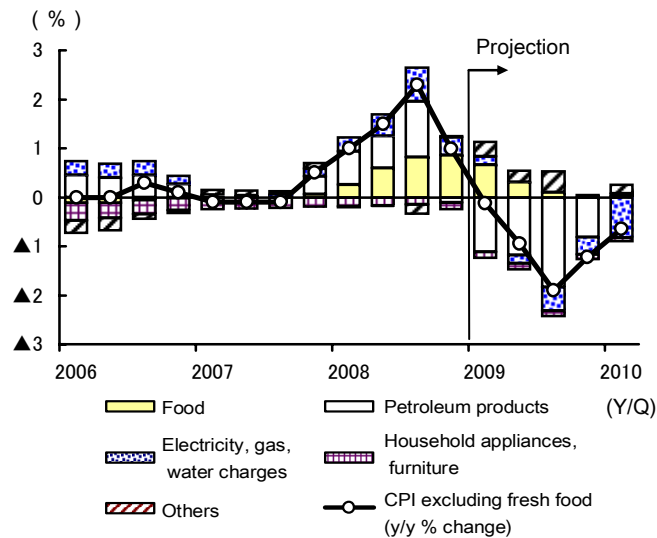 ( % )
3
Projection
2
1
0
▲1
▲2
▲3
2006 2007 2008 2009 2010
(Y/Q)
Food
Petroleum products
Electricity, gas,
water charges
Household appliances,
furniture
Others
CPI excluding fresh food
(y/y % change)